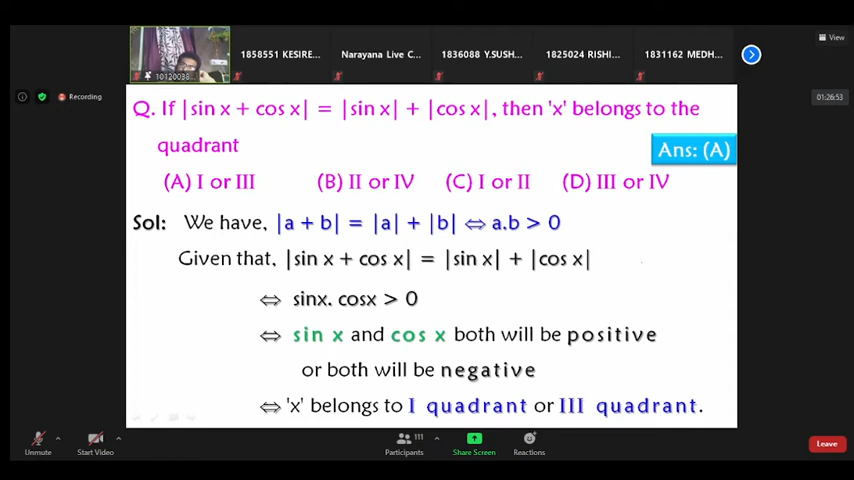 View
1858551 KESIRE...
Narayana Live C...
1836088 Y.SUSH...
1825024 RISHI...
1831162 MEDH...
10120036
Recording
01:26:53
Q. If |sin x + cos x| = |sin x| + |cos x|, then 'x' belongs to the
quadrant
Ans: (A)
(A) I or III (B) II or IV (C) I or II (D) III or IV
Sol: We have, |a + b| = |a| + |b| ⇔ a.b > 0
Given that, |sin x + cos x| = |sin x| + |cos x|
⇔ sinx. cosx > 0
⇔ sin x and cos x both will be positive
or both will be negative
⇔ 'x' belongs to I quadrant or III quadrant.
Unmute
Start Video
111
Participants
Share Screen
Reactions
Leave